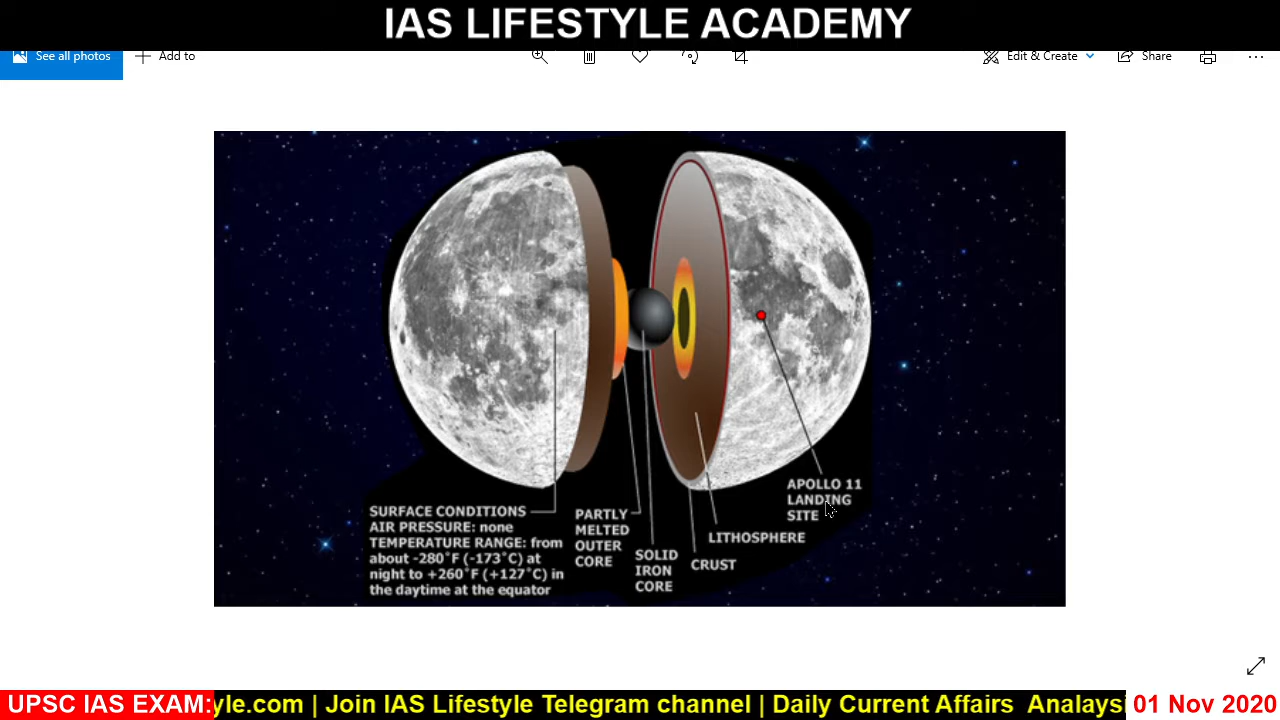 IAS LIFESTYLE ACADEMY
See all photos
Add to
Edit & Create
Share
APOLLO 11
LANDING
SITE
SURFACE CONDITIONS
AIR PRESSURE: none
TEMPERATURE RANGE: from
about -280°F (-173°C) at
night to +260°F (+127°C) in
the daytime at the equator
PARTLY
MELTED
OUTER
CORE
SOLID
IRON
CORE
CRUST
LITHOSPHERE
UPSC IAS EXAM: yle.com | Join IAS Lifestyle Telegram channel | Daily Current Affairs Analaysi 01 Nov 2020